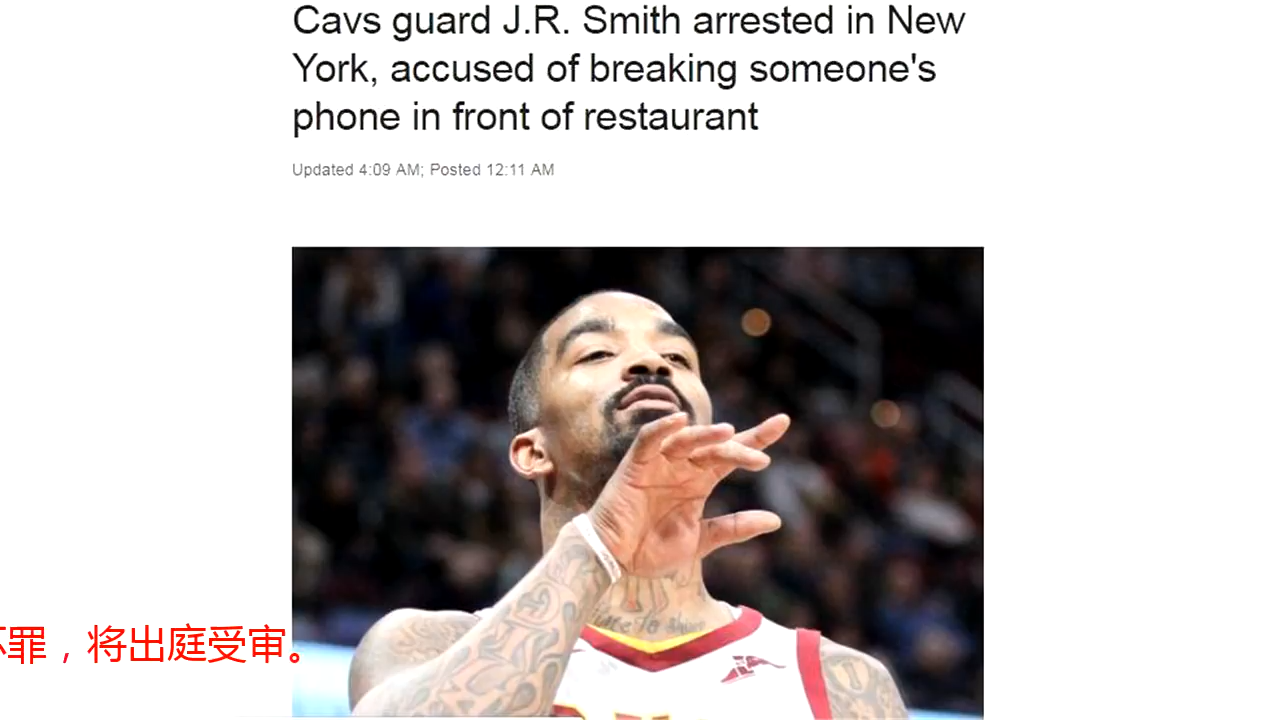 Cavs guard J.R. Smith arrested in New
York, accused of breaking someone's
phone in front of restaurant
Updated 4:09 AM; Posted 12:11 AM
罪，将出庭受审。